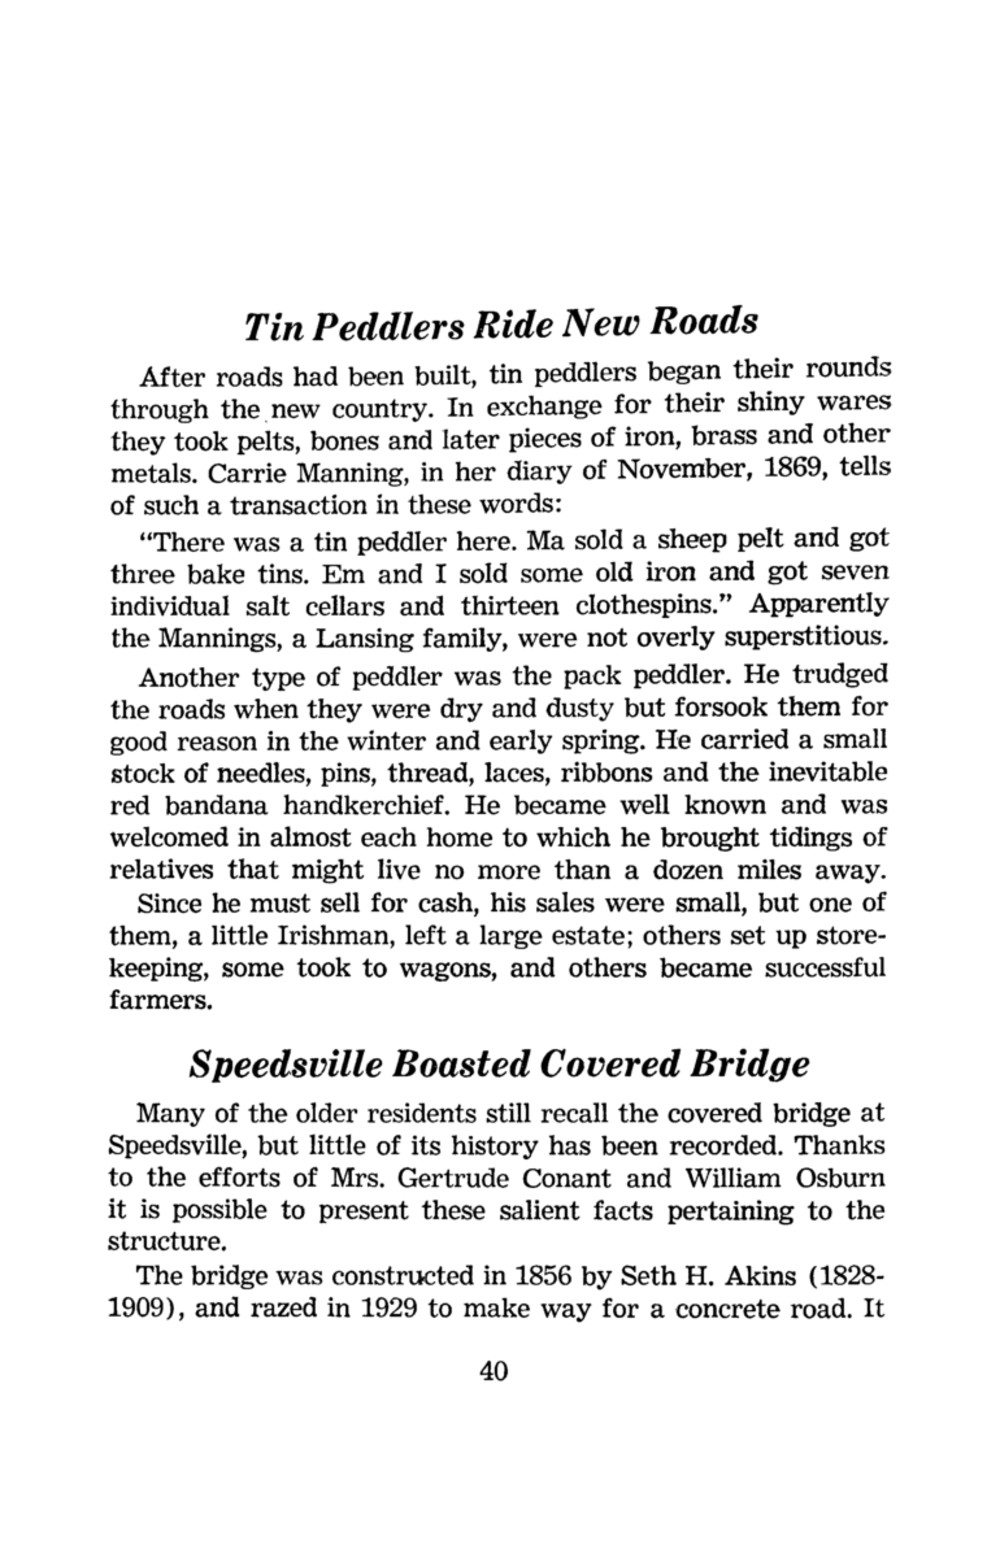 Tin Peddlers Ride New Roads
After roads had been built, tin peddlers began their rounds
through the new country. In exchange for their shiny wares
they took pelts, bones and later pieces of iron, brass and other
metals. Carrie Manning, in her diary of November, 1869, tells
of such a transaction in these words:
“There was a tin peddler here. Ma sold a sheep pelt and got
three bake tins. Em and I sold some old iron and got seven
individual salt cellars and thirteen clothespins.” Apparently
the Mannings, a Lansing family, were not overly superstitious.
Another type of peddler was the pack peddler. He trudged
the roads when they were dry and dusty but forsook them for
good reason in the winter and early spring. He carried a small
stock of needles, pins, thread, laces, ribbons and the inevitable
red bandana handkerchief. He became well known and was
welcomed in almost each home to which he brought tidings of
relatives that might live no more than a dozen miles away.
Since he must sell for cash, his sales were small, but one of
them, a little Irishman, left a large estate; others set up store-
keeping, some took to wagons, and others became successful
farmers.
Speedsville Boasted Covered Bridge
Many of the older residents still recall the covered bridge at
Speedsville, but little of its history has been recorded. Thanks
to the efforts of Mrs. Gertrude Conant and William Osburn
it is possible to present these salient facts pertaining to the
structure.
The bridge was constructed in 1856 by Seth H. Akins (1828-
1909), and razed in 1929 to make way for a concrete road. It
40